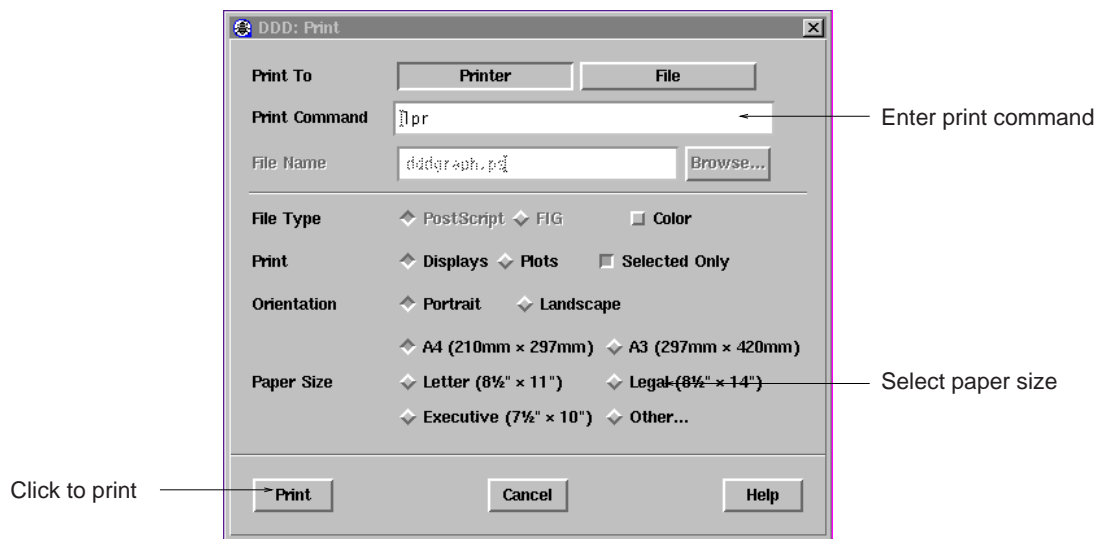 DDD: Print
Print To Printer File
Print Command lpr Enter print command
File Name dddgraph.ps Browse...
File Type PostScript FIG Color
Print Displays Plots Selected Only
Orientation Portrait Landscape
A4 (210mm × 297mm) A3 (297mm × 420mm)
Paper Size Letter (8½" × 11") Legal (8½" × 14") Select paper size
Executive (7½" × 10") Other...
Click to print Print Cancel Help